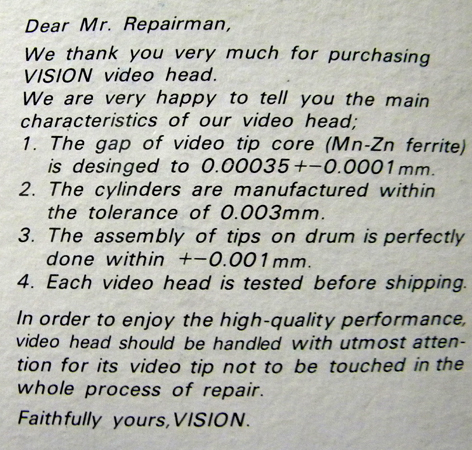 Dear Mr. Repairman,
We thank you very much for purchasing
VISION video head.
We are very happy to tell you the main
characteristics of our video head;
1. The gap of video tip core (Mn-Zn ferrite)
is desinged to 0.00035+-0.0001mm.
2. The cylinders are manufactured within
the tolerance of 0.003mm.
3. The assembly of tips on drum is perfectly
done within +-0.001mm.
4. Each video head is tested before shipping.
In order to enjoy the high-quality performance,
video head should be handled with utmost atten-
tion for its video tip not to be touched in the
whole process of repair.
Faithfully yours,VISION.